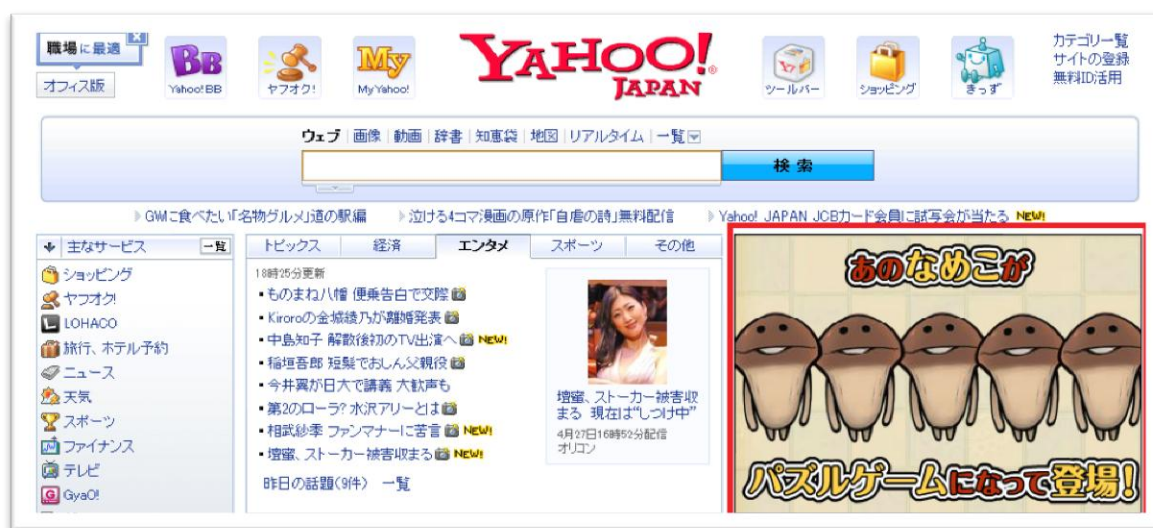 職場に最適
オフィス版
Yahoo! BB
ヤフオク!
My Yahoo!
YAHOO!
JAPAN
ツールバー
ショッピング
きっず
カテゴリ一覧
サイトの登録
無料ID活用
ウェブ 画像 動画 辞書 知恵袋 地図 リアルタイム 一覧
検索
GWに食べたい「名物グルメ」道の駅編
泣ける4コマ漫画の原作「自虐の詩」無料配信
Yahoo! JAPAN JCBカード会員に試写会が当たる NEW!
主なサービス 一覧
ショッピング
ヤフオク!
LOHACO
旅行、ホテル予約
ニュース
天気
スポーツ
ファイナンス
テレビ
GyaO!
トピックス 経済 エンタメ スポーツ その他
18時25分更新
ものまね八幡 便乗告白で交際
Kiroroの金城綾乃が離婚発表
中島知子 解散後初のTV出演へ NEW!
稲垣吾郎 短髪でおしん父親役
今井翼が日大で講義 大歓声も
第2のローラ? 水沢アリーとは
相武紗季 ファンマナーに苦言 NEW!
壇蜜、ストーカー被害収まる NEW!
昨日の話題(9件) 一覧
壇蜜、ストーカー被害収
まる 現在は“しつけ中”
4月27日16時52分配信
オリコン
あのなめこが
パズルゲームになって登場!